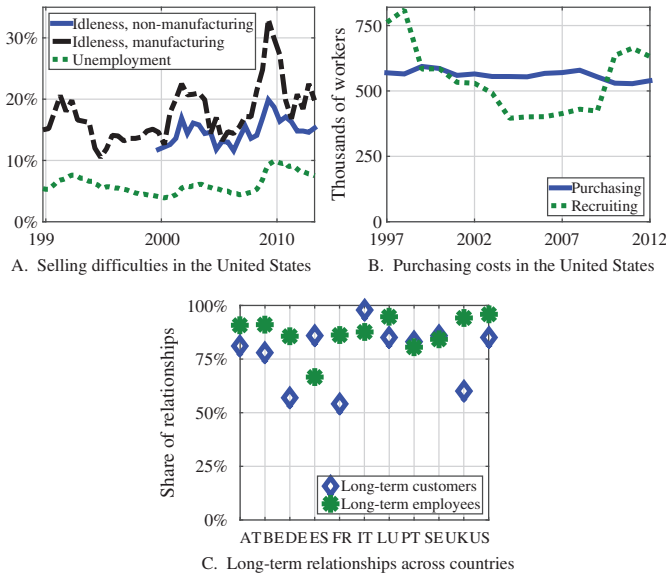 Idleness, non-manufacturing
Idleness, manufacturing
Unemployment
30%
20%
10%
0%
199
2000
2010
A. Selling difficulties in the United States
Thousands of workers
750
500
250
0
Purchasing
Recruiting
1997
2002
2007
2012
B. Purchasing costs in the United States
Share of relationships
100%
75%
50%
25%
0%
Long-term customers
Long-term employees
AT BE DE ES FR IT LU PT SE UK US
C. Long-term relationships across countries